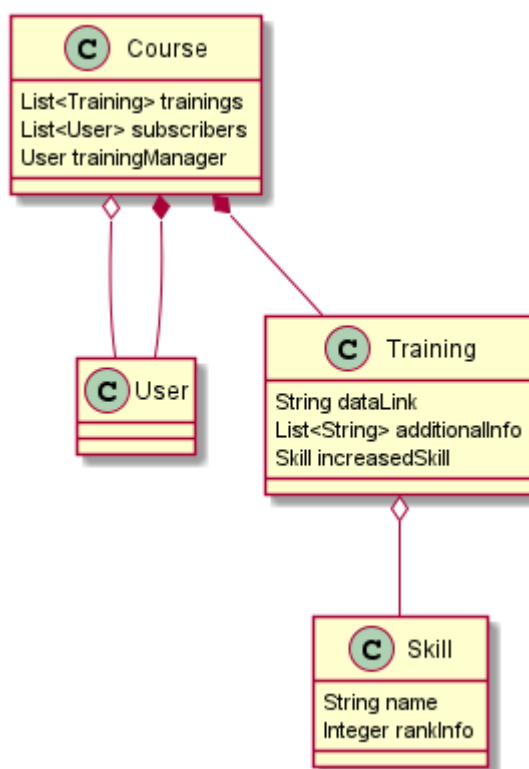 C Course
List<Training> trainings
List<User> subscribers
User trainingManager
C User
C Training
String dataLink
List<String> additionalInfo
Skill increasedSkill
C Skill
String name
Integer rankInfo